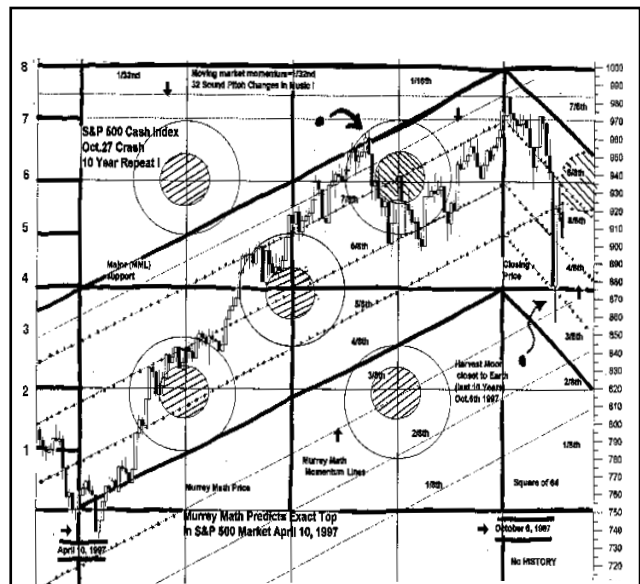 8
7
6
5
4
3
2
1
1/32nd
Moving market momentum=1/32nd
32 Sound Pitch Changes in Music !
1/16th
S&P 500 Cash Index
Oct.27 Crash
10 Year Repeat !
7/8th
7/8th
6/8th
6/8th
5/8th
4/8th
3/8th
2/8th
1/8th
Major (MML)
support
Closing
Price
4/8th
3/8th
2/8th
1/8th
Harvest Moon
closest to Earth
(last 10 Years)
Oct.6th 1997
Murrey Math
Momentum Lines
Murrey Math Price
Square of 64
Murrey Math Predicts Exact Top
In S&P 500 Market April 10, 1997
April 10, 1997
October 6, 1997
No HISTORY
1000
990
980
970
960
950
940
930
920
910
900
890
880
870
860
850
840
830
820
810
800
790
780
770
760
750
740
730
720